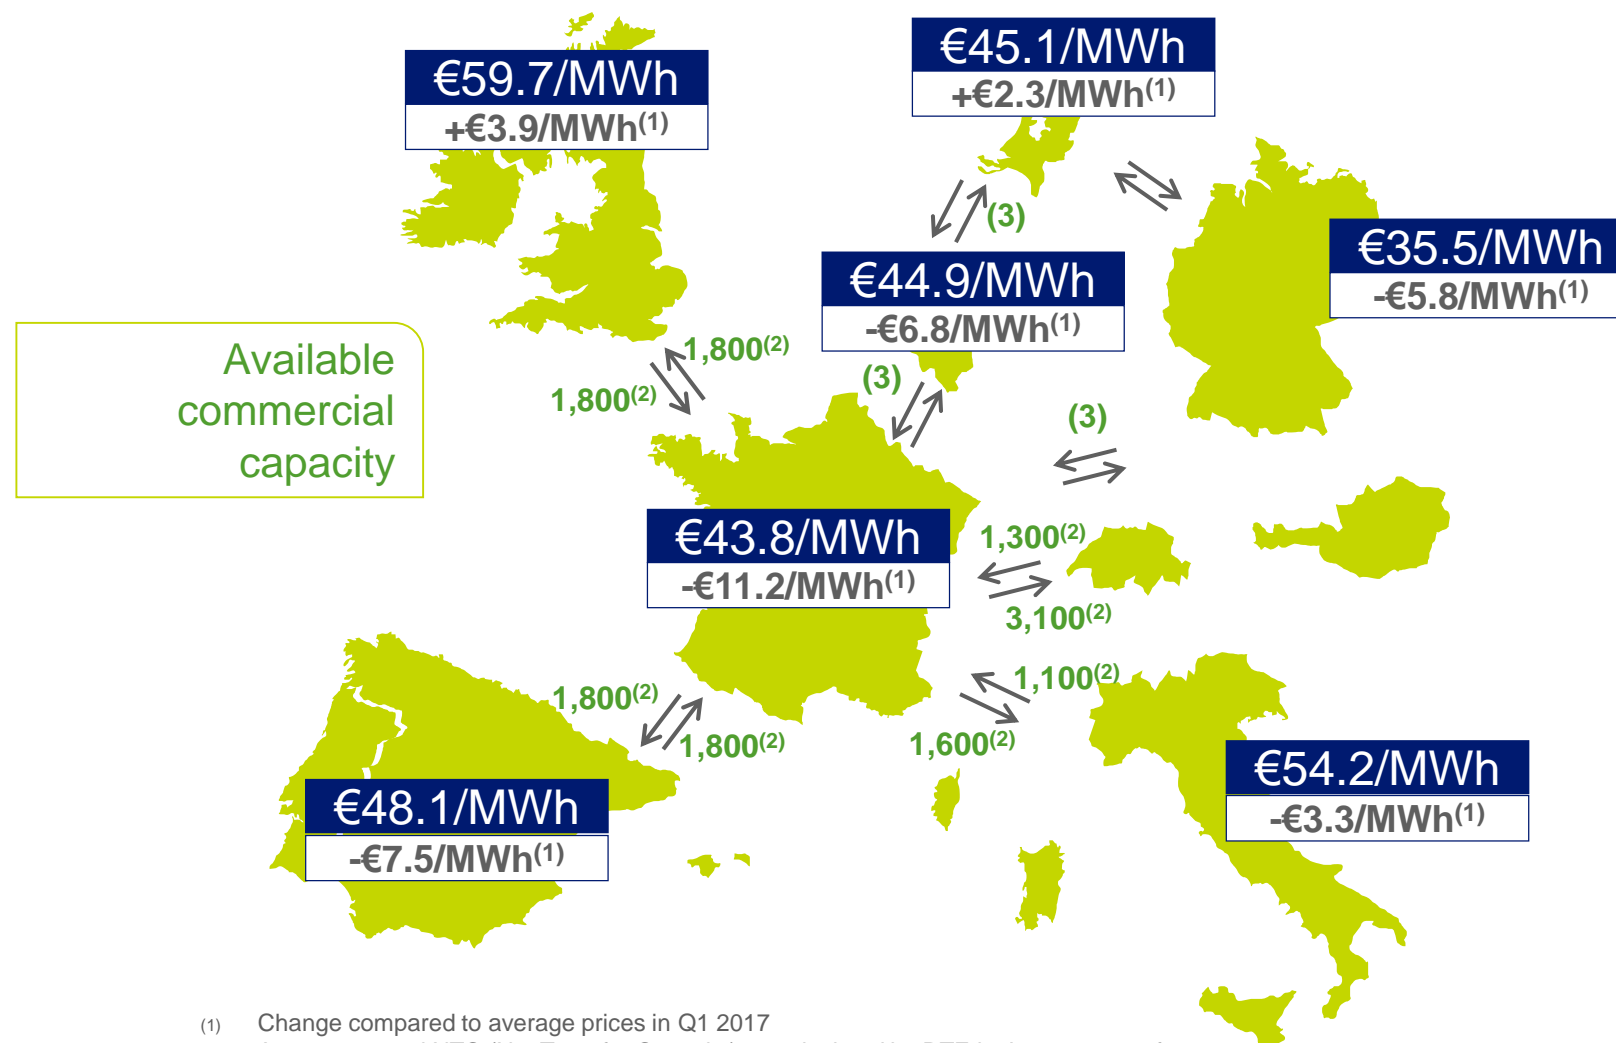 €59.7/MWh
+€3.9/MWh(1)
€45.1/MWh
+€2.3/MWh(1)
(3)
€35.5/MWh
-€5.8/MWh(1)
€44.9/MWh
-€6.8/MWh(1)
Available
commercial
capacity
1,800(2)
1,800(2)
(3)
(3)
€43.8/MWh
-€11.2/MWh(1)
1,300(2)
3,100(2)
1,800(2)
1,800(2)
1,100(2)
1,600(2)
€48.1/MWh
-€7.5/MWh(1)
€54.2/MWh
-€3.3/MWh(1)
(1) Change compared to average prices in Q1 2017